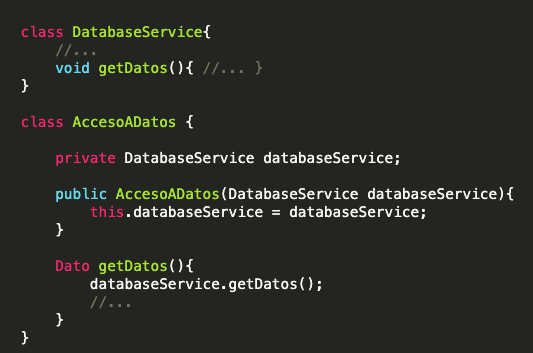 class DatabaseService{
//...
void getDatos(){ //... }
}
class AccesoADatos {
private DatabaseService databaseService;
public AccesoADatos(DatabaseService databaseService){
this.databaseService = databaseService;
}
Dato getDatos(){
databaseService.getDatos();
//...
}
}